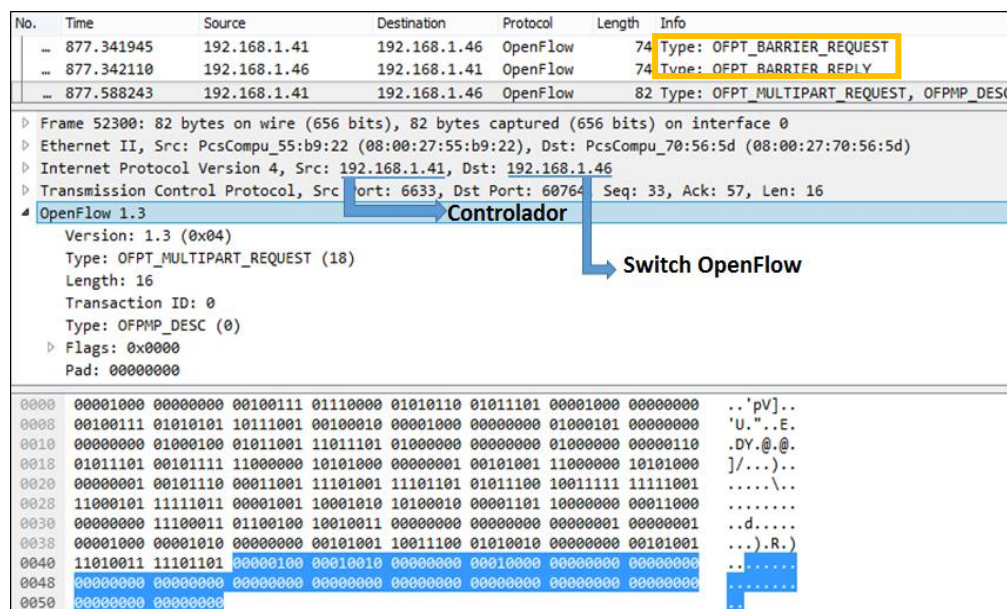 No. Time Source Destination Protocol Length Info
... 877.341945 192.168.1.41 192.168.1.46 OpenFlow 74 Type: OFPT_BARRIER_REQUEST
... 877.342110 192.168.1.46 192.168.1.41 OpenFlow 74 Type: OFPT_BARRIER_REPLY
... 877.588243 192.168.1.41 192.168.1.46 OpenFlow 82 Type: OFPT_MULTIPART_REQUEST, OFPMP_DESC
Frame 52300: 82 bytes on wire (656 bits), 82 bytes captured (656 bits) on interface 0
Ethernet II, Src: PcsCompu_55:b9:22 (08:00:27:55:b9:22), Dst: PcsCompu_70:56:5d (08:00:27:70:56:5d)
Internet Protocol Version 4, Src: 192.168.1.41, Dst: 192.168.1.46
Transmission Control Protocol, Src Port: 6633, Dst Port: 60764, Seq: 33, Ack: 57, Len: 16
OpenFlow 1.3
Controlador
Version: 1.3 (0x04)
Type: OFPT_MULTIPART_REQUEST (18)
Switch OpenFlow
Length: 16
Transaction ID: 0
Type: OFPMP_DESC (0)
Flags: 0x0000
Pad: 00000000
0000 00001000 00000000 00100111 01110000 01010110 01011101 00001000 00000000 ..'pV]..
0008 00100111 01010101 10111001 00100010 00001000 00000000 01000101 00000000 'U."..E.
0010 00000000 01000100 01011001 11011101 01000000 00000000 01000000 00000110 .DY.@.@.
0018 01011101 00101111 11000000 10101000 00000001 00101001 11000000 10101000 ]/...)..
0020 00000001 00101110 00011001 11101001 11101101 01011100 10011111 11111001 .....\..
0028 11000101 11111011 00001001 10001010 10100010 00001101 10000000 00011000 ........
0030 00000000 11100011 01100100 10010011 00000000 00000000 00000001 00000001 ..d.....
0038 00001000 00001010 00000000 00101001 10011100 01010010 00000000 00101001 ...).R.)
0040 11010011 11101101 00000100 00010010 00000000 00010000 00000000 00000000 ........
0048 00000000 00000000 00000000 00000000 00000000 00000000 00000000 00000000 ........
0050 00000000 00000000 ..